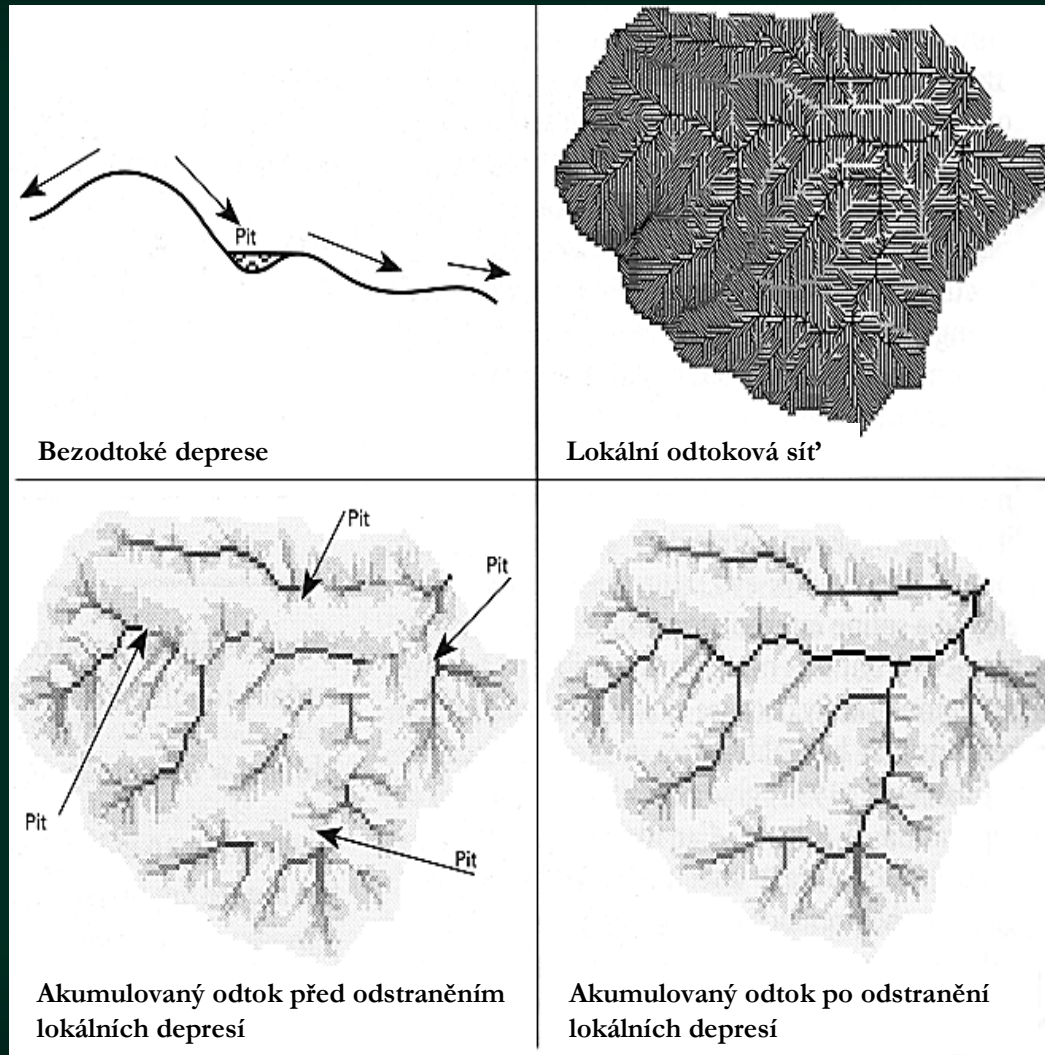 Pit
Bezodtoké deprese
Lokální odtoková síť
Pit
Pit
Pit
Pit
Akumulovaný odtok před odstraněním
lokálních depresí
Akumulovaný odtok po odstranění
lokálních depresí